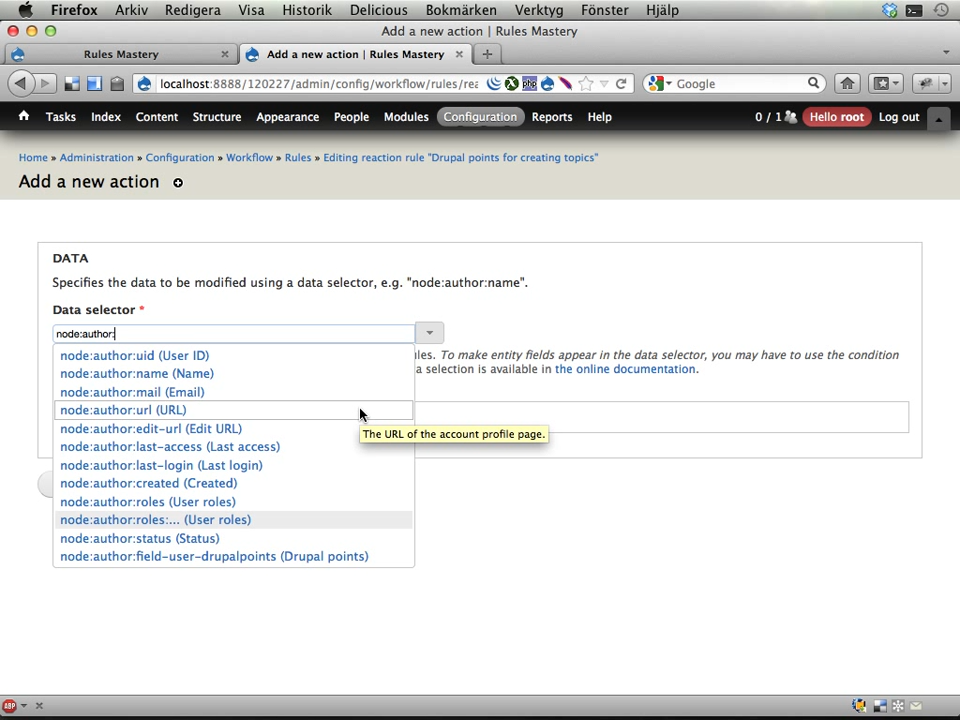 Firefox Arkiv Redigera Visa Historik Delicious Bokmärken Verktyg Fönster Hjälp
Add a new action | Rules Mastery
Rules Mastery
Add a new action | Rules Mastery
localhost:8888/120227/admin/config/workflow/rules/rea
php
Google
Tasks Index Content Structure Appearance People Modules Configuration Reports Help
0 / 1
Hello root
Log out
Home » Administration » Configuration » Workflow » Rules » Editing reaction rule "Drupal points for creating topics"
Add a new action
DATA
Specifies the data to be modified using a data selector, e.g. "node:author:name".
Data selector *
node:author:
node:author:uid (User ID)
ules. To make entity fields appear in the data selector, you may have to use the condition
a selection is available in the online documentation.
node:author:name (Name)
node:author:mail (Email)
node:author:url (URL)
The URL of the account profile page.
node:author:edit-url (Edit URL)
node:author:last-access (Last access)
node:author:last-login (Last login)
node:author:created (Created)
node:author:roles (User roles)
node:author:roles:... (User roles)
node:author:status (Status)
node:author:field-user-drupalpoints (Drupal points)
ABP